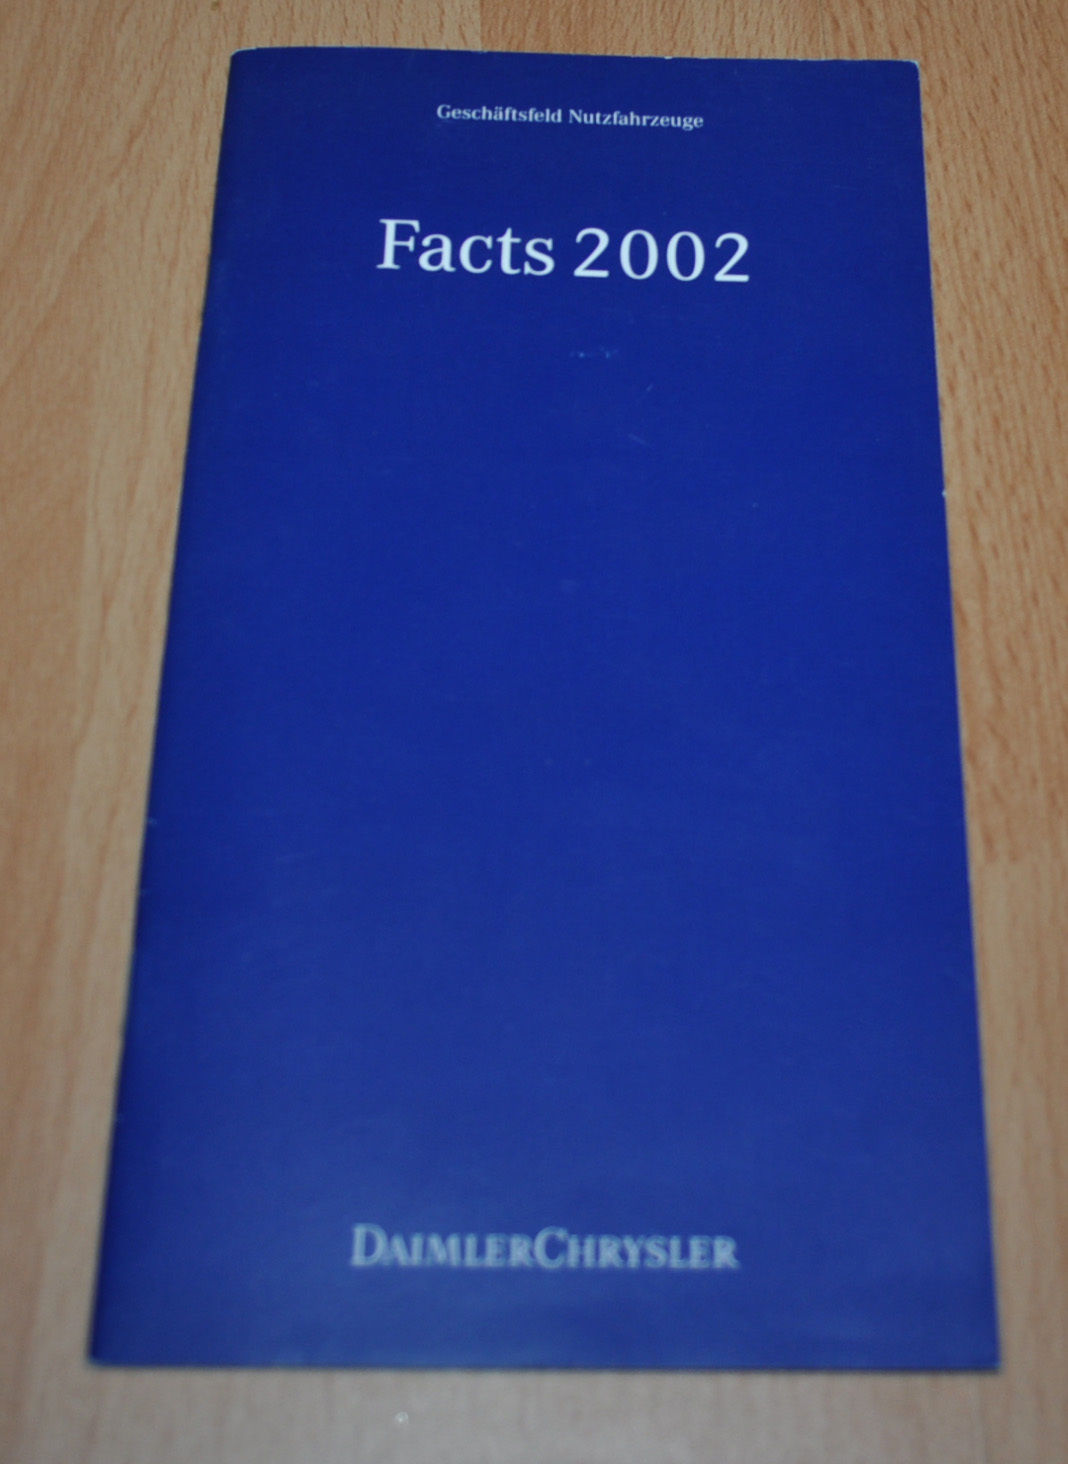 Geschäftsfeld Nutzfahrzeuge
Facts 2002
DAIMLERCHRYSLER